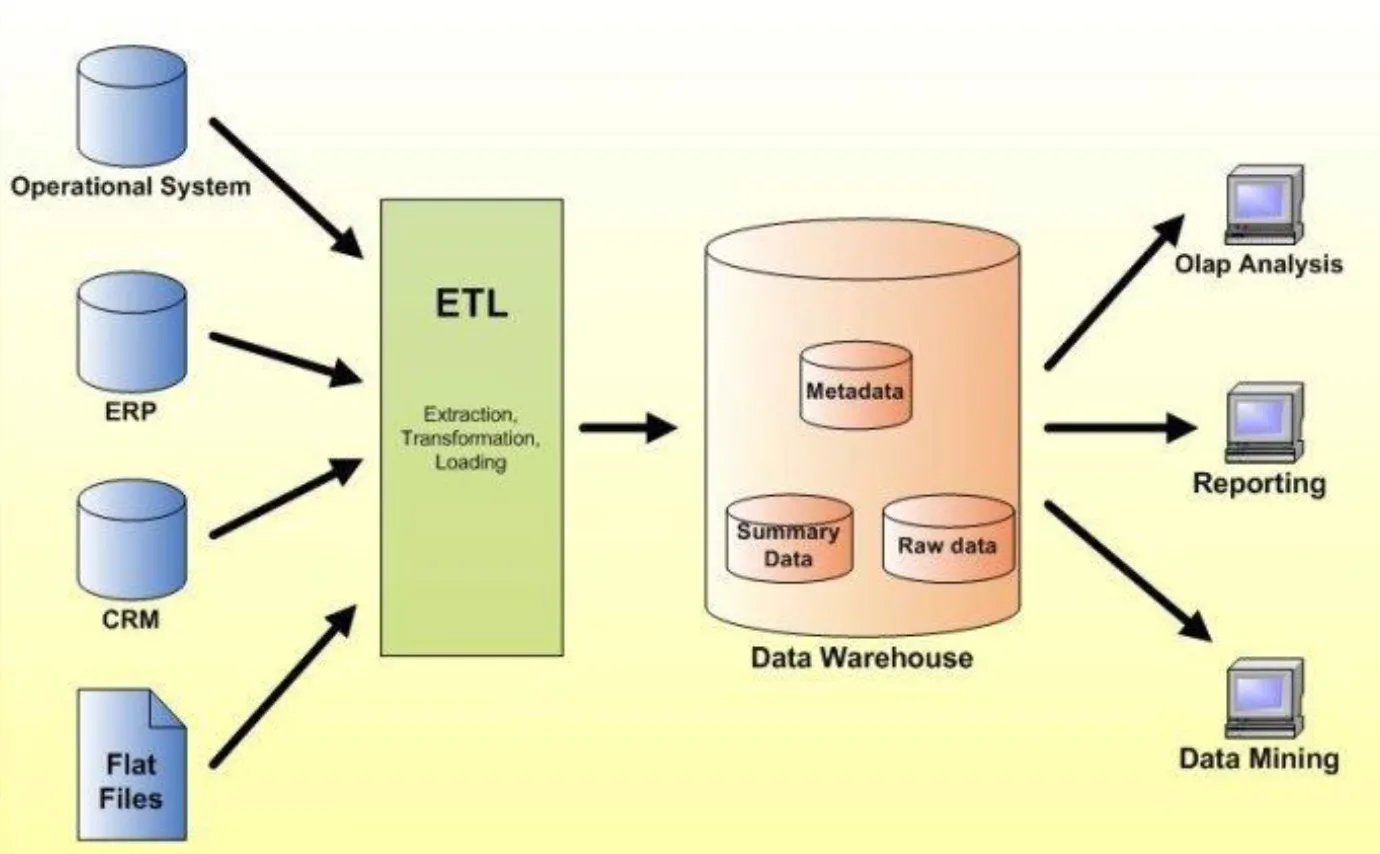 Operational System
ERP
CRM
Flat
Files
ETL
Extraction,
Transformation,
Loading
Metadata
Summary
Data
Raw data
Data Warehouse
Olap Analysis
Reporting
Data Mining